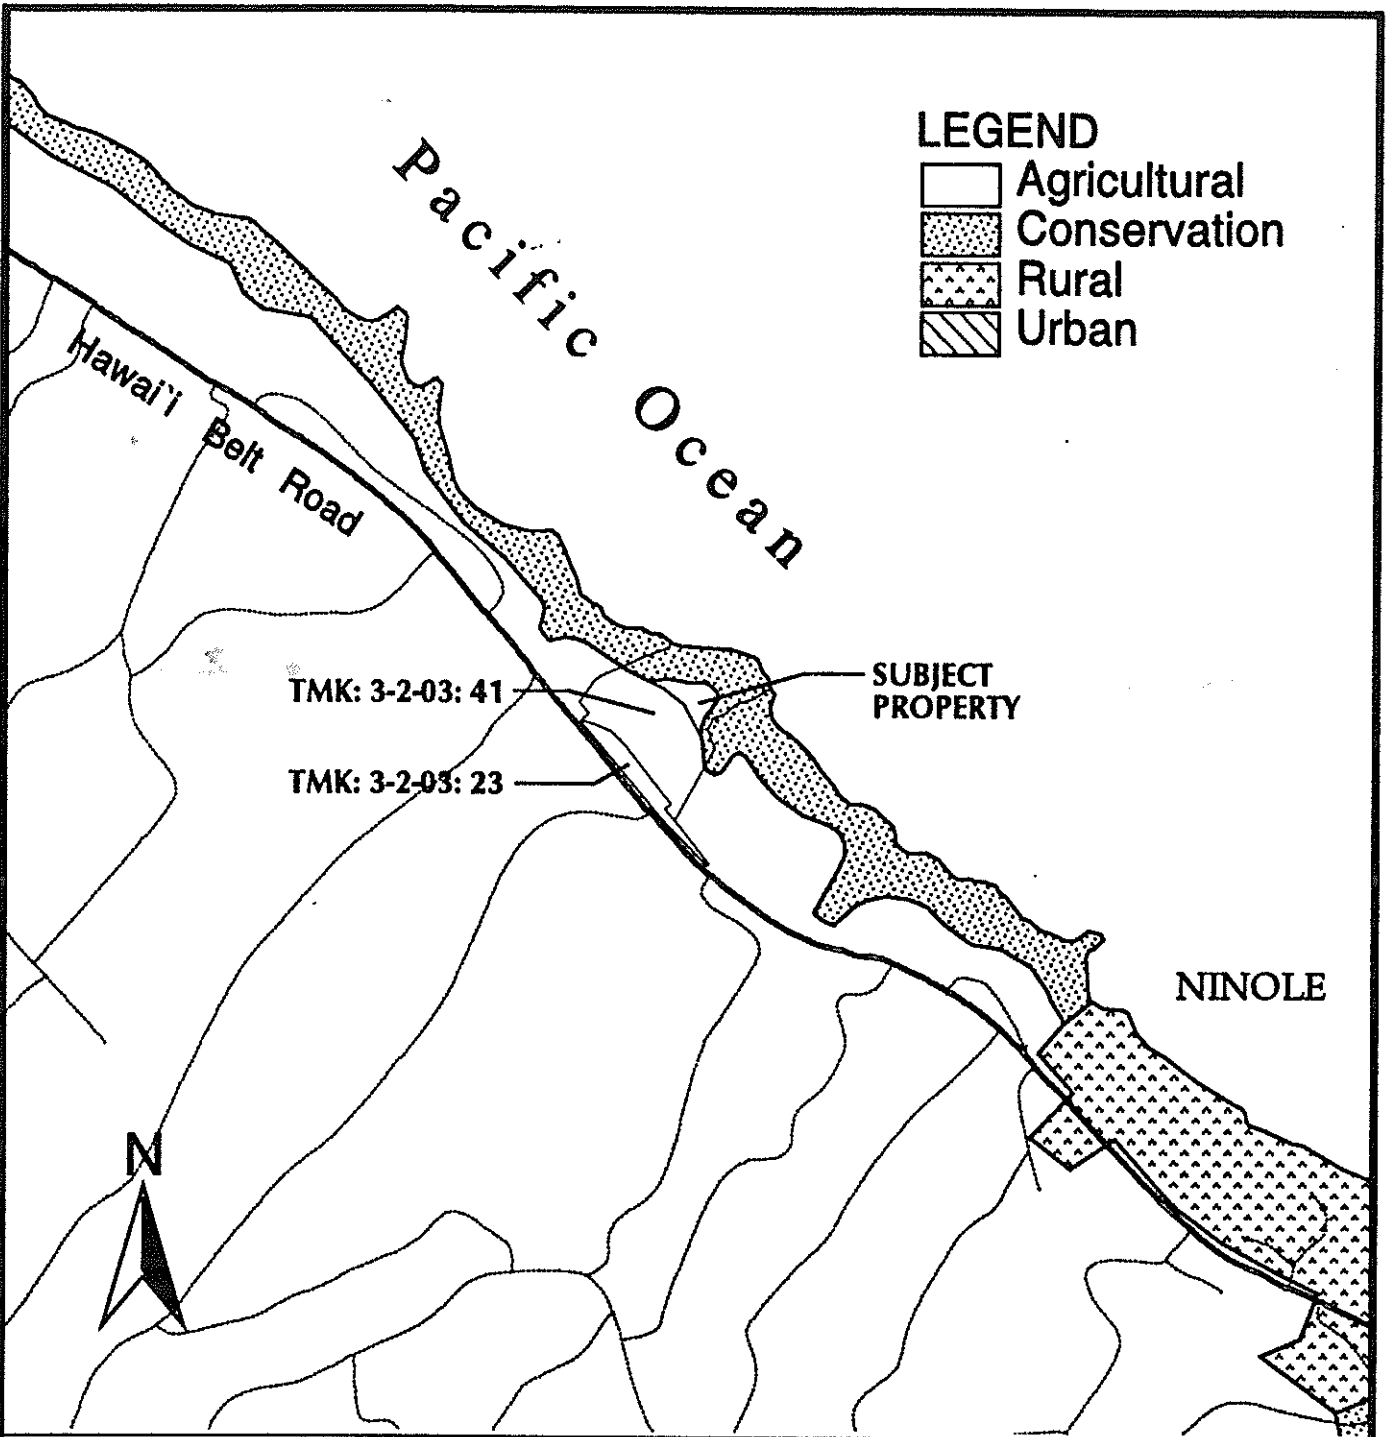 LEGEND
Agricultural
Conservation
Rural
Urban
Pacific Ocean
Hawai`i Belt Road
TMK: 3-2-03: 41
SUBJECT
PROPERTY
TMK: 3-2-03: 23
NINOLE
N